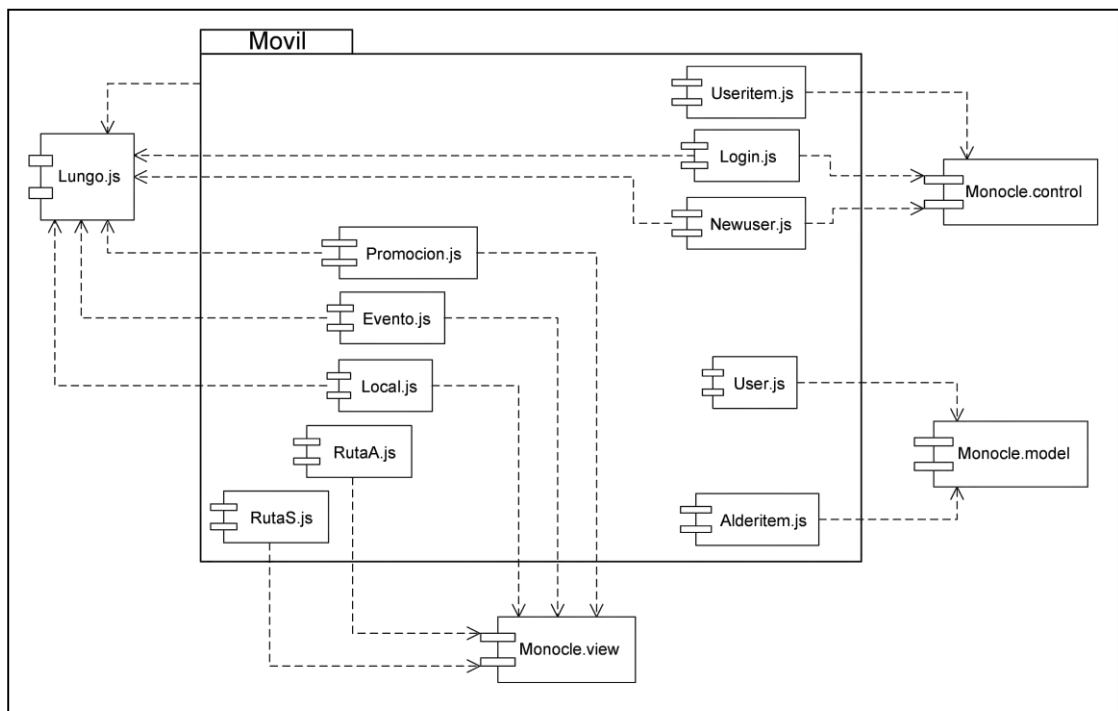 Movil
Useritem.js
Login.js
Lungo.js
Monocle.control
Newuser.js
Promocion.js
Evento.js
User.js
Local.js
RutaA.js
Monocle.model
RutaS.js
Alderitem.js
Monocle.view